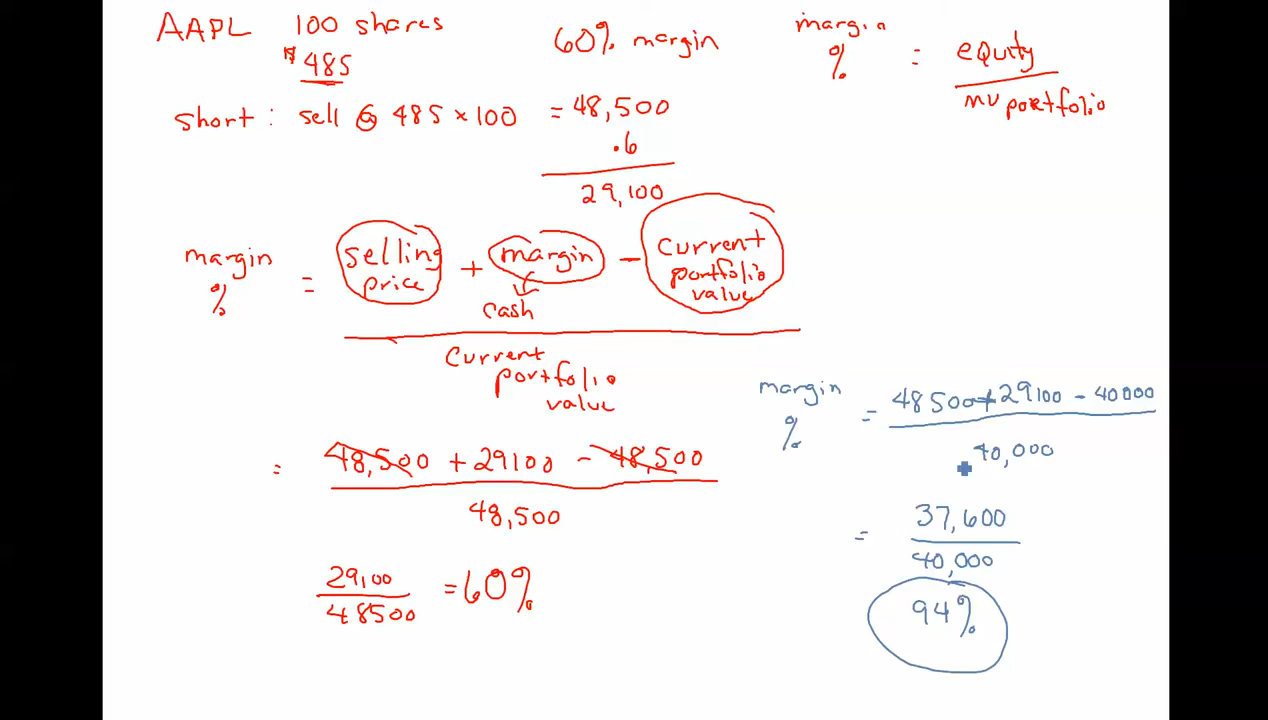 AAPL 100 shares
$485
60% margin
margin % = equity
mv portfolio
short: sell @ 485 × 100 = 48,500
.6
29,100
margin % = selling price + margin - current portfolio value
cash
current portfolio value
= 48,500 + 29100 - 48,500
48,500
29,100
48500
= 60%
margin % = 48500 + 29100 - 40000
40,000
= 37,600
40,000
94%